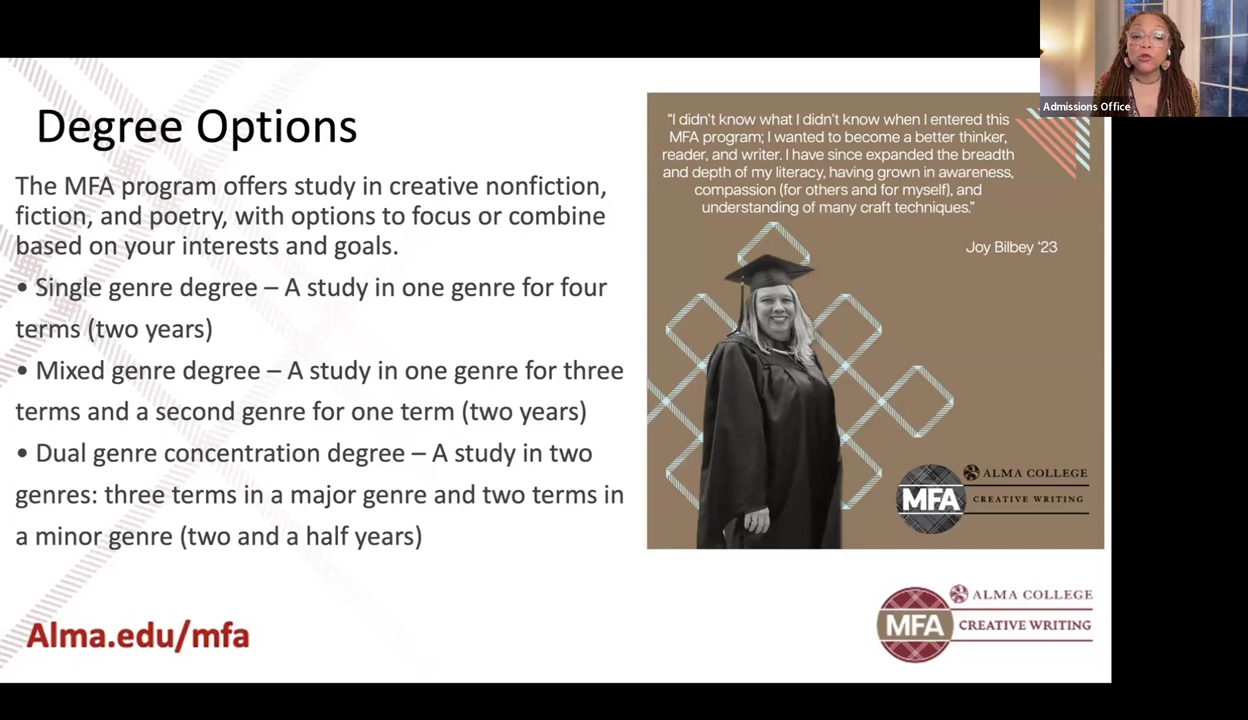 Degree Options
The MFA program offers study in creative nonfiction,
fiction, and poetry, with options to focus or combine
based on your interests and goals.
• Single genre degree – A study in one genre for four
terms (two years)
• Mixed genre degree – A study in one genre for three
terms and a second genre for one term (two years)
• Dual genre concentration degree – A study in two
genres: three terms in a major genre and two terms in
a minor genre (two and a half years)
Alma.edu/mfa
“I didn’t know what I didn’t know when I entered this
MFA program; I wanted to become a better thinker,
reader, and writer. I have since expanded the breadth
and depth of my literacy, having grown in awareness,
compassion (for others and for myself), and
understanding of many craft techniques.”
Joy Bilbey ‘23
ALMA COLLEGE
MFA CREATIVE WRITING
ALMA COLLEGE
MFA CREATIVE WRITING
Admissions Office